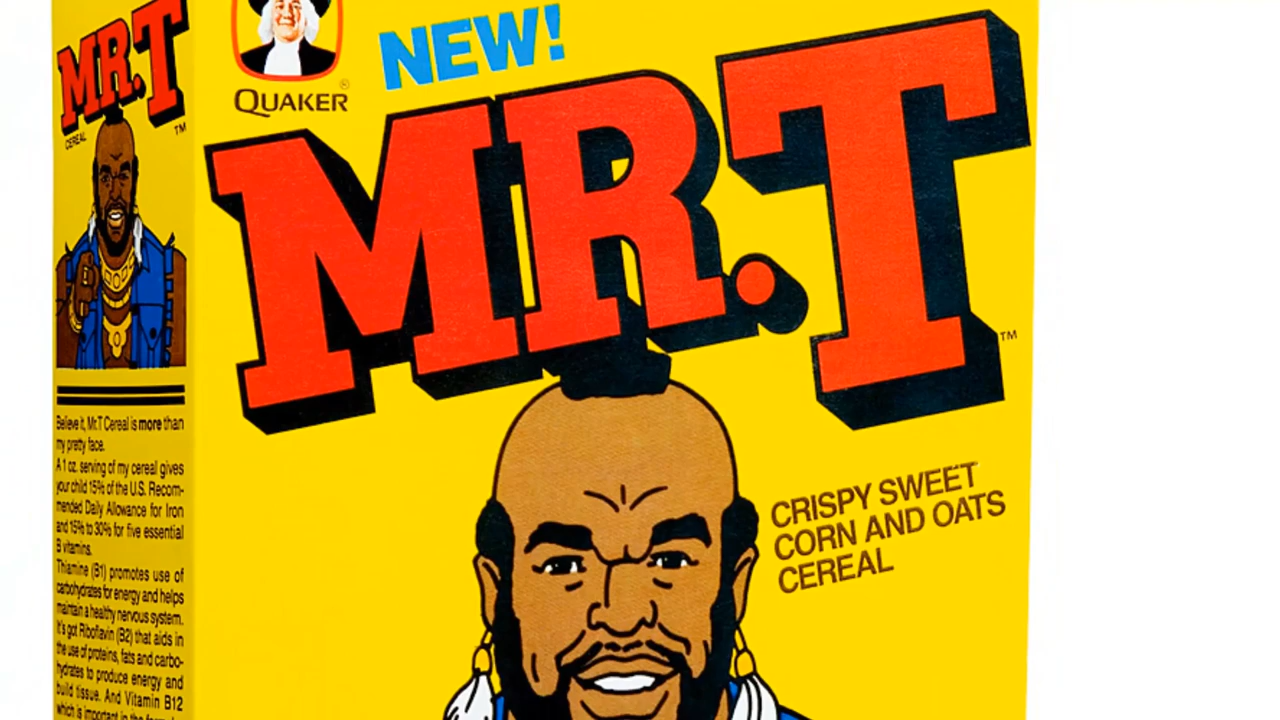 MR.T
CEREAL
TM
Believe it, Mr.T Cereal is more than
my pretty face.
A 1 oz. serving of my cereal gives
your child 15% of the U.S. Recom-
mended Daily Allowance for Iron
and 15% to 30% for five essential
B vitamins.
Thiamine (B1) promotes use of
carbohydrates for energy and helps
maintain a healthy nervous system.
It's got Riboflavin (B2) that aids in
the use of proteins, fats and carbo-
hydrates to produce energy and
build tissue. And Vitamin B12
which is important in the
QUAKER®
NEW!
MR.T
TM
CRISPY SWEET
CORN AND OATS
CEREAL